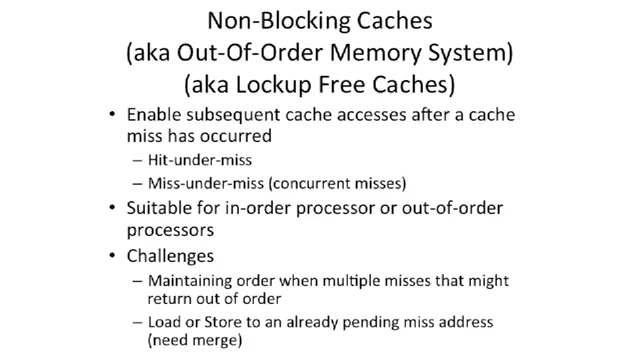 Non-Blocking Caches
(aka Out-Of-Order Memory System)
(aka Lockup Free Caches)
• Enable subsequent cache accesses after a cache
miss has occurred
– Hit-under-miss
– Miss-under-miss (concurrent misses)
• Suitable for in-order processor or out-of-order
processors
• Challenges
– Maintaining order when multiple misses that might
return out of order
– Load or Store to an already pending miss address
(need merge)